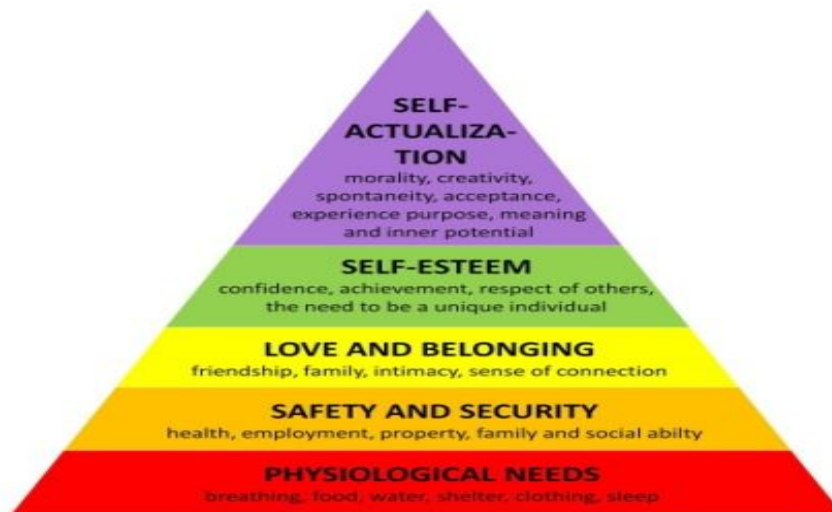 SELF-
ACTUALIZA-
TION
morality, creativity,
spontaneity, acceptance,
experience purpose, meaning
and inner potential
SELF-ESTEEM
confidence, achievement, respect of others,
the need to be a unique individual
LOVE AND BELONGING
friendship, family, intimacy, sense of connection
SAFETY AND SECURITY
health, employment, property, family and social abilty
PHYSIOLOGICAL NEEDS
breathing, food, water, shelter, clothing, sleep